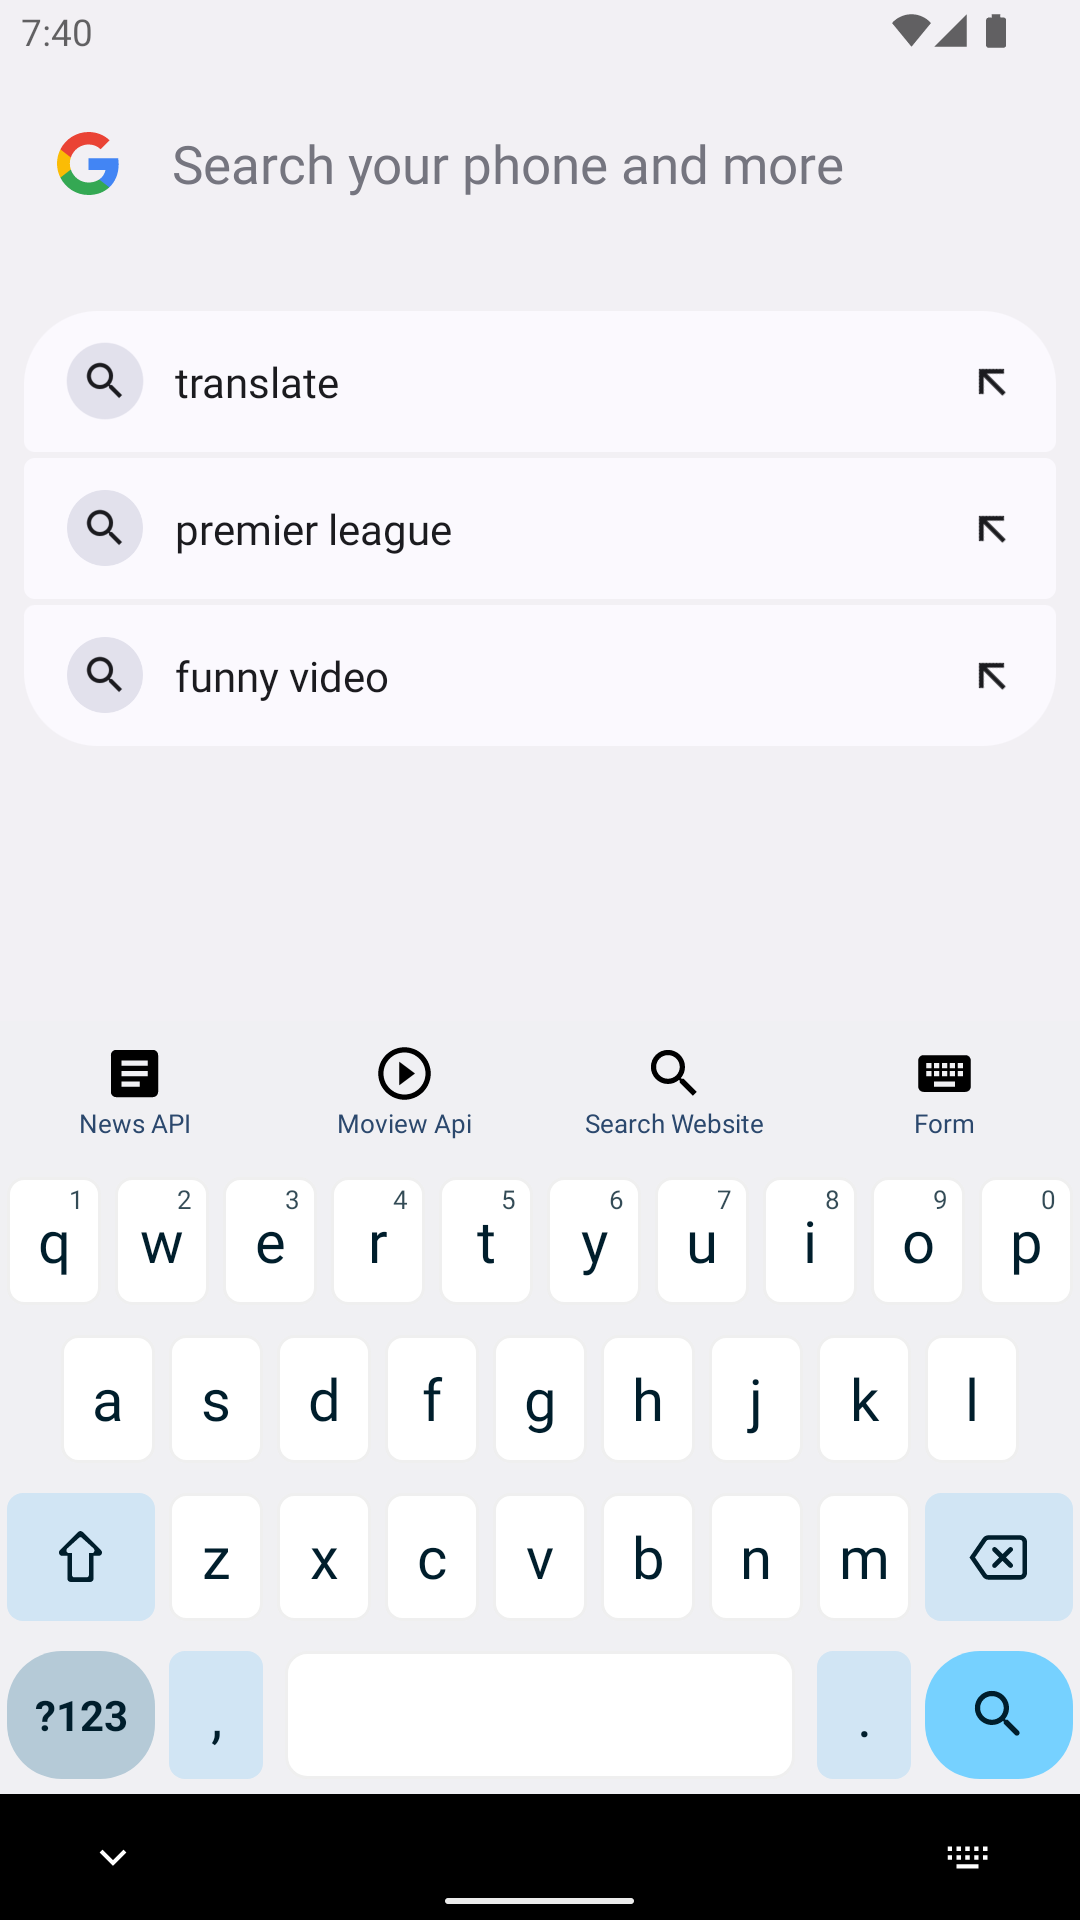 7:40
Search your phone and more
translate
premier league
funny video
News API Moview Api Search Website Form
1 2 3 4 5 6 7 8 9 0
q w e r t y u i o p
a s d f g h j k l
z x c v b n m
?123 , .